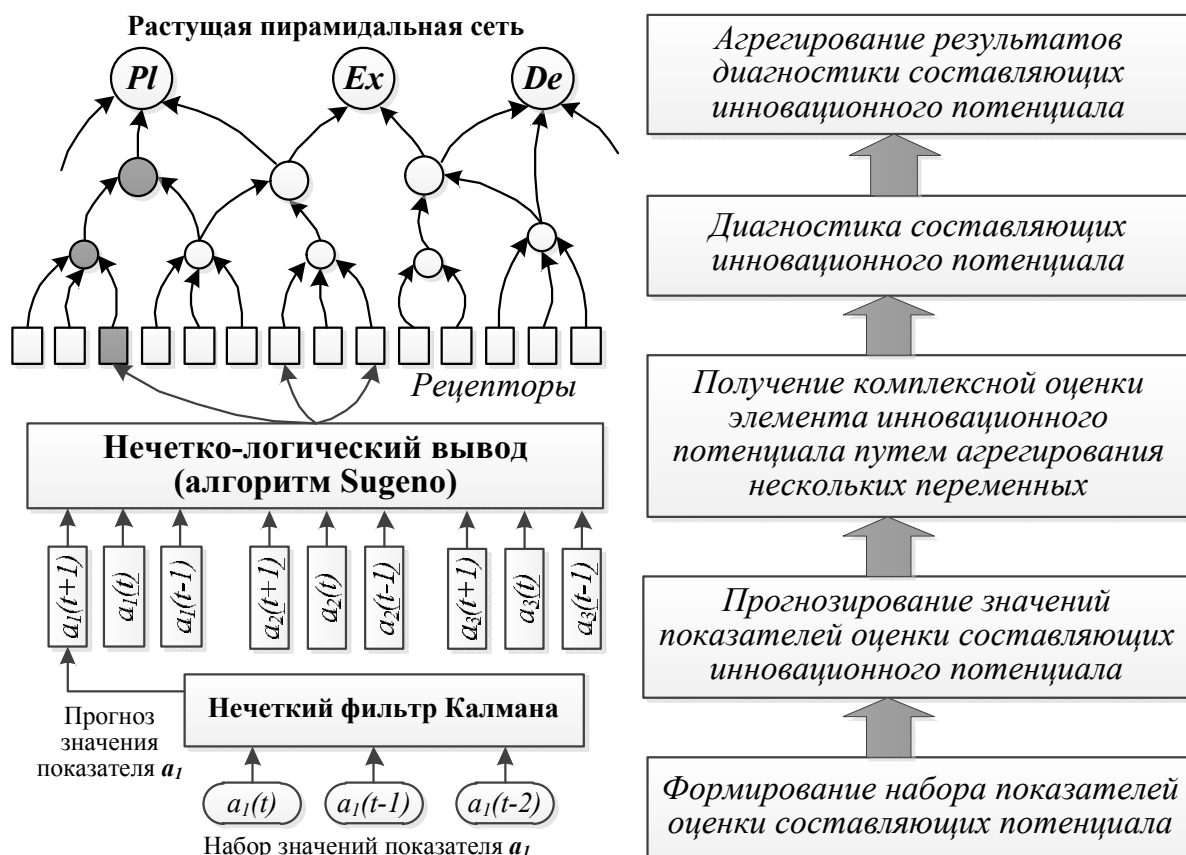 Растущая пирамидальная сеть
Pl
Ex
De
Рецепторы
Нечетко-логический вывод
(алгоритм Sugeno)
a1(t+1)
a1(t)
a1(t-1)
a2(t+1)
a2(t)
a2(t-1)
a3(t+1)
a3(t)
a3(t-1)
Прогноз
значения
показателя a1
Нечеткий фильтр Калмана
a1(t)
a1(t-1)
a1(t-2)
Набор значений показателя a1
Агрегирование результатов
диагностики составляющих
инновационного потенциала
Диагностика составляющих
инновационного потенциала
Получение комплексной оценки
элемента инновационного
потенциала путем агрегирования
нескольких переменных
Прогнозирование значений
показателей оценки составляющих
инновационного потенциала
Формирование набора показателей
оценки составляющих потенциала